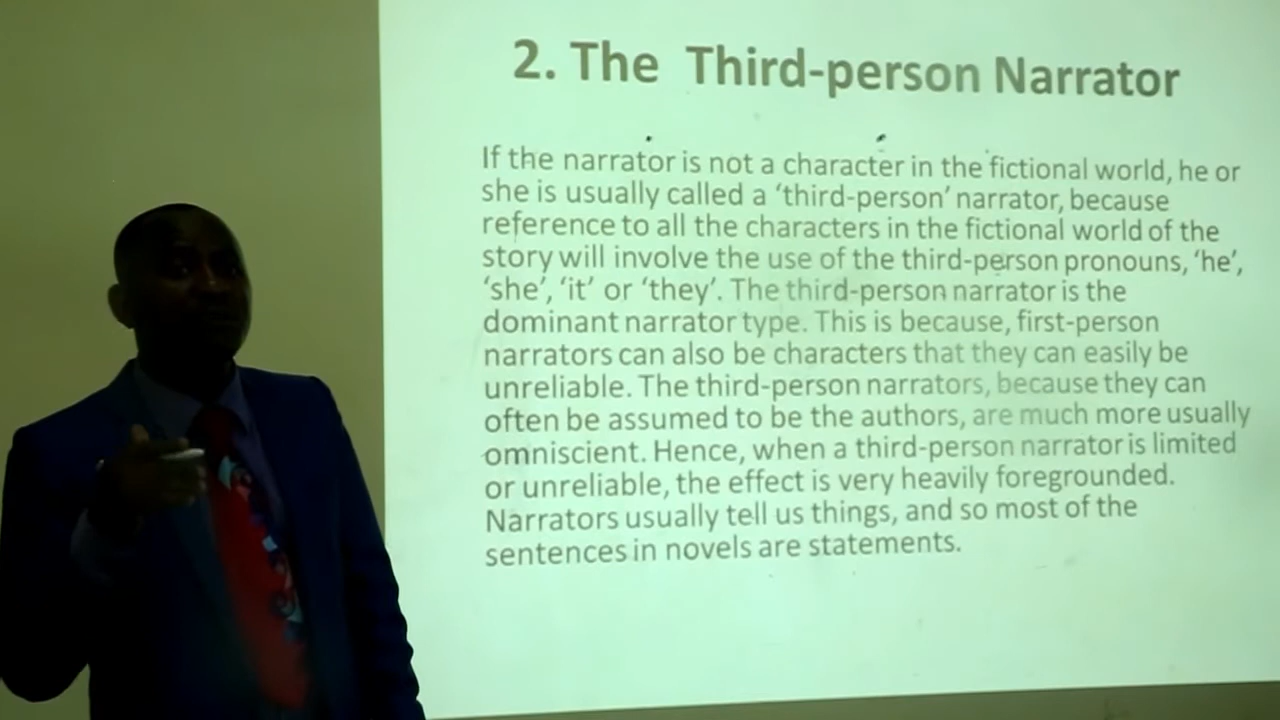 2. The Third-person Narrator
If the narrator is not a character in the fictional world, he or
she is usually called a ‘third-person’ narrator, because
reference to all the characters in the fictional world of the
story will involve the use of the third-person pronouns, ‘he’,
‘she’, ‘it’ or ‘they’. The third-person narrator is the
dominant narrator type. This is because, first-person
narrators can also be characters that they can easily be
unreliable. The third-person narrators, because they can
often be assumed to be the authors, are much more usually
omniscient. Hence, when a third-person narrator is limited
or unreliable, the effect is very heavily foregrounded.
Narrators usually tell us things, and so most of the
sentences in novels are statements.